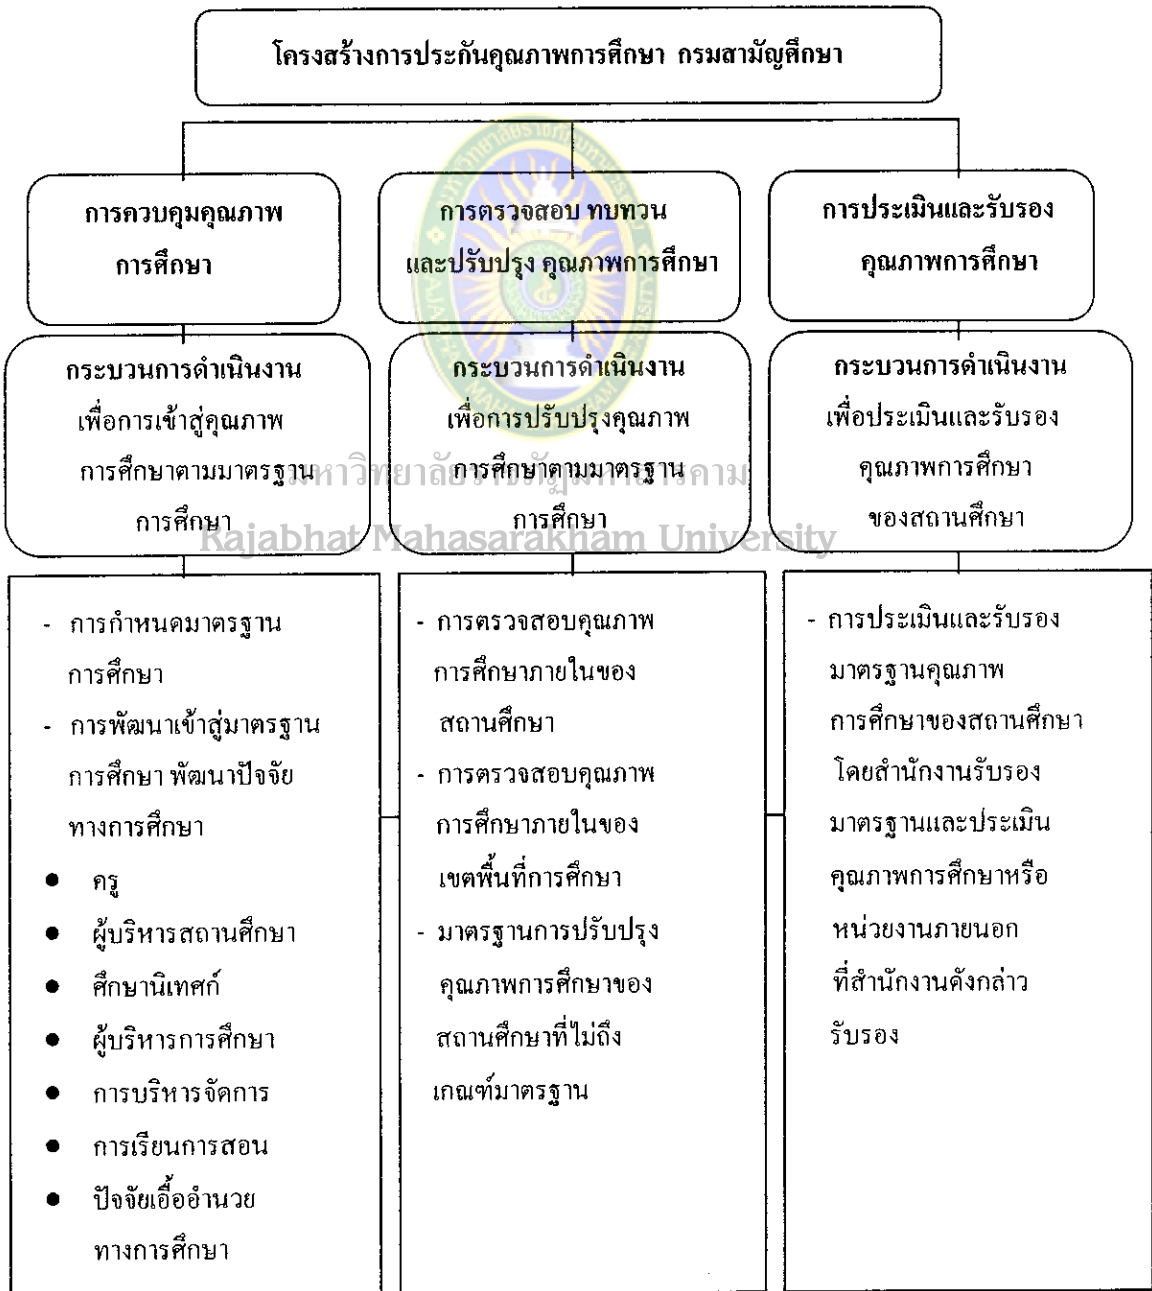 โครงสร้างการประกันคุณภาพการศึกษา กรมสามัญศึกษา
การควบคุมคุณภาพ
การศึกษา
การตรวจสอบ ทบทวน
และปรับปรุง คุณภาพการศึกษา
การประเมินและรับรอง
คุณภาพการศึกษา
กระบวนการดำเนินงาน
เพื่อการเข้าสู่คุณภาพ
การศึกษาตามมาตรฐาน
การศึกษา
กระบวนการดำเนินงาน
เพื่อการปรับปรุงคุณภาพ
การศึกษาตามมาตรฐาน
การศึกษา
กระบวนการดำเนินงาน
เพื่อประเมินและรับรอง
คุณภาพการศึกษา
ของสถานศึกษา
มหาวิทยาลัยราชภัฏมหาสารคาม
Rajabhat Mahasarakham University
- การกำหนดมาตรฐาน
การศึกษา
- การพัฒนาเข้าสู่มาตรฐาน
การศึกษา พัฒนาปัจจัย
ทางการศึกษา
● ครู
● ผู้บริหารสถานศึกษา
● ศึกษานิเทศก์
● ผู้บริหารการศึกษา
● การบริหารจัดการ
● การเรียนการสอน
● ปัจจัยเอื้ออำนวย
ทางการศึกษา
- การตรวจสอบคุณภาพ
การศึกษาภายในของ
สถานศึกษา
- การตรวจสอบคุณภาพ
การศึกษาภายในของ
เขตพื้นที่การศึกษา
- มาตรฐานการปรับปรุง
คุณภาพการศึกษาของ
สถานศึกษาที่ไม่ถึง
เกณฑ์มาตรฐาน
- การประเมินและรับรอง
มาตรฐานคุณภาพ
การศึกษาของสถานศึกษา
โดยสำนักงานรับรอง
มาตรฐานและประเมิน
คุณภาพการศึกษาหรือ
หน่วยงานภายนอก
ที่สำนักงานดังกล่าว
รับรอง